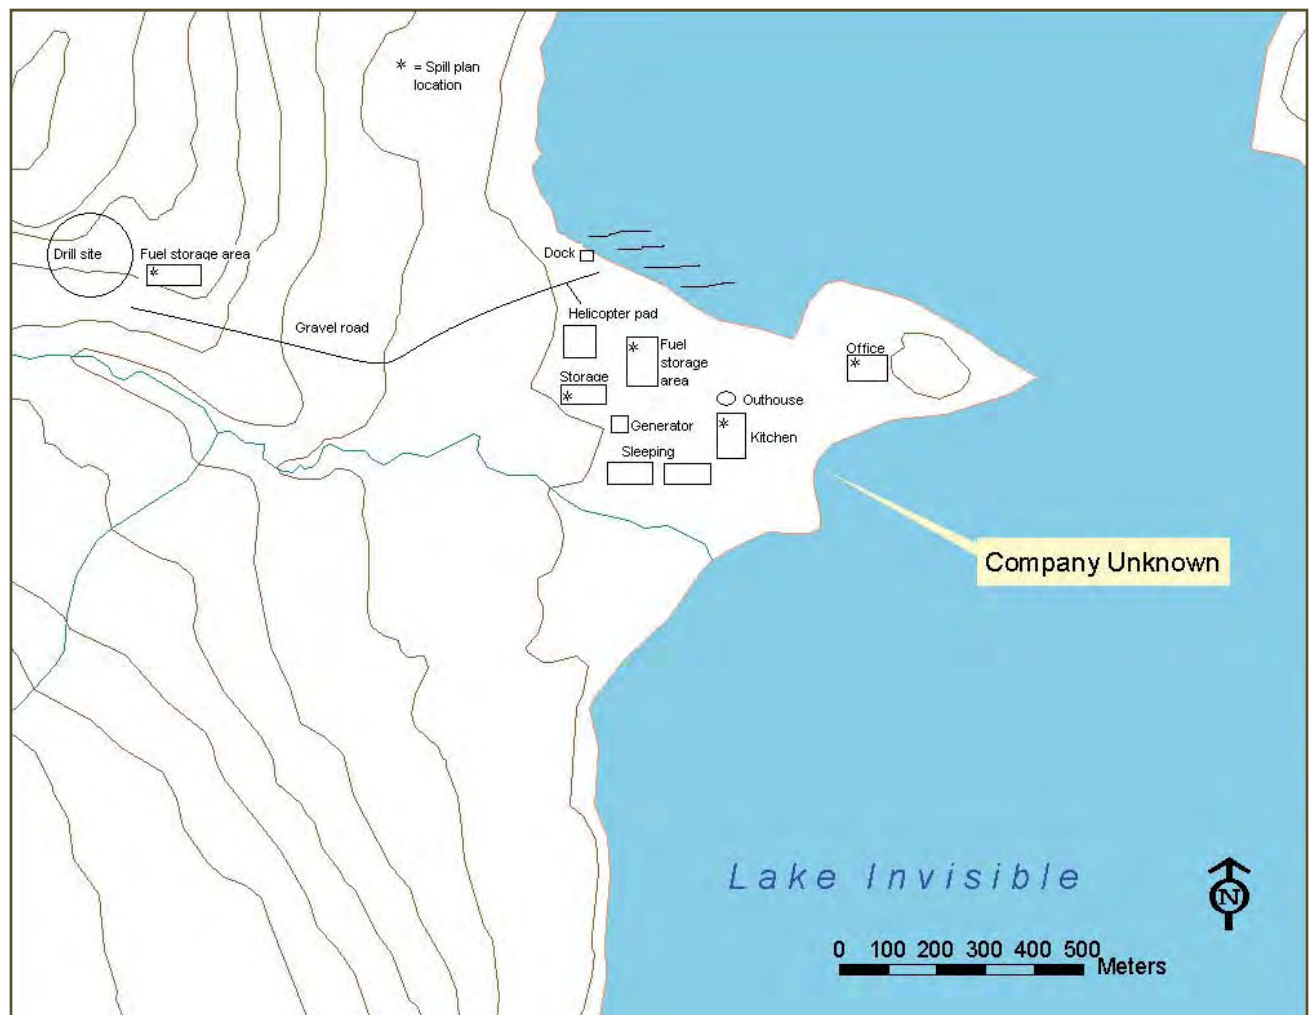 * = Spill plan
location
Drill site
Fuel storage area
*
Dock
Gravel road
Helicopter pad
*
Fuel
storage
area
Storage
*
Office
*
Outhouse
*
Kitchen
Generator
Sleeping
Company Unknown
Lake Invisible
N
0 100 200 300 400 500
Meters